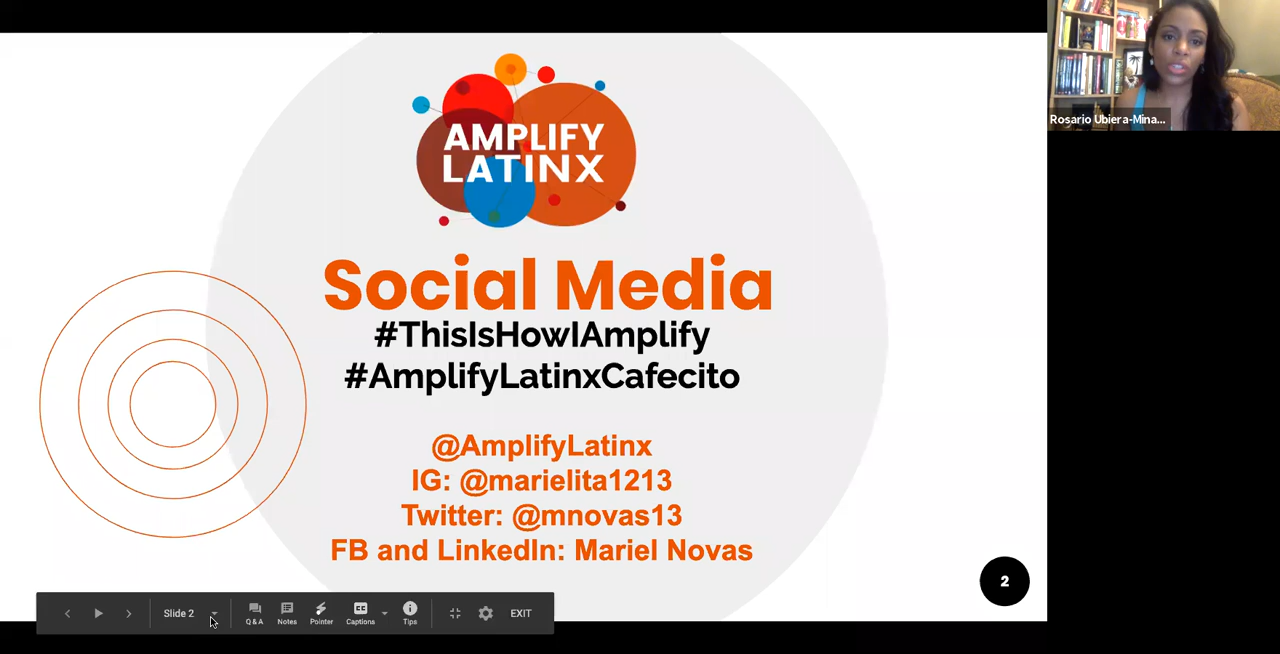 AMPLIFY
LATINX
Social Media
#ThisIsHowIAmplify
#AmplifyLatinxCafecito
@AmplifyLatinx
IG: @marielita1213
Twitter: @mnovas13
FB and LinkedIn: Mariel Novas
2
Rosario Ubiera-Mina...
Slide 2
Q & A
Notes
Pointer
CC
Captions
Tips
EXIT